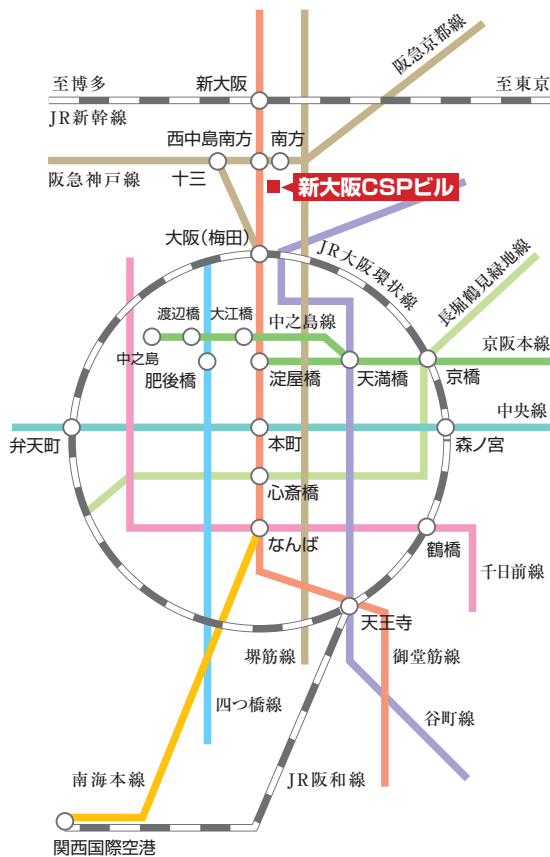 阪急京都線
至博多
新大阪
至東京
JR新幹線
西中島南方
南方
阪急神戸線
十三
新大阪CSPビル
大阪(梅田)
JR大阪環状線
長堀鶴見緑地線
渡辺橋
大江橋
中之島線
京阪本線
中之島
肥後橋
淀屋橋
天満橋
京橋
中央線
弁天町
本町
森ノ宮
心斎橋
なんば
鶴橋
千日前線
天王寺
堺筋線
御堂筋線
四つ橋線
谷町線
南海本線
JR阪和線
関西国際空港